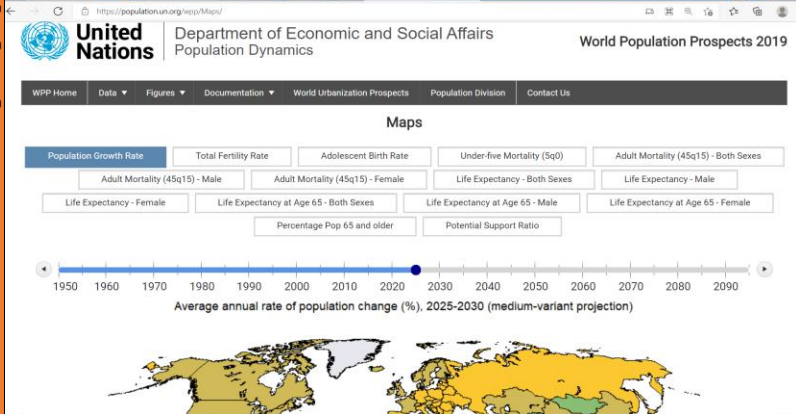 https://population.un.org/wpp/Maps/
United Nations
Department of Economic and Social Affairs
Population Dynamics
World Population Prospects 2019
WPP Home Data ▼ Figures ▼ Documentation ▼ World Urbanization Prospects Population Division Contact Us
Maps
Population Growth Rate Total Fertility Rate Adolescent Birth Rate Under-five Mortality (5q0) Adult Mortality (45q15) - Both Sexes
Adult Mortality (45q15) - Male Adult Mortality (45q15) - Female Life Expectancy - Both Sexes Life Expectancy - Male
Life Expectancy - Female Life Expectancy at Age 65 - Both Sexes Life Expectancy at Age 65 - Male Life Expectancy at Age 65 - Female
Percentage Pop 65 and older Potential Support Ratio
1950 1960 1970 1980 1990 2000 2010 2020 2030 2040 2050 2060 2070 2080 2090
Average annual rate of population change (%), 2025-2030 (medium-variant projection)